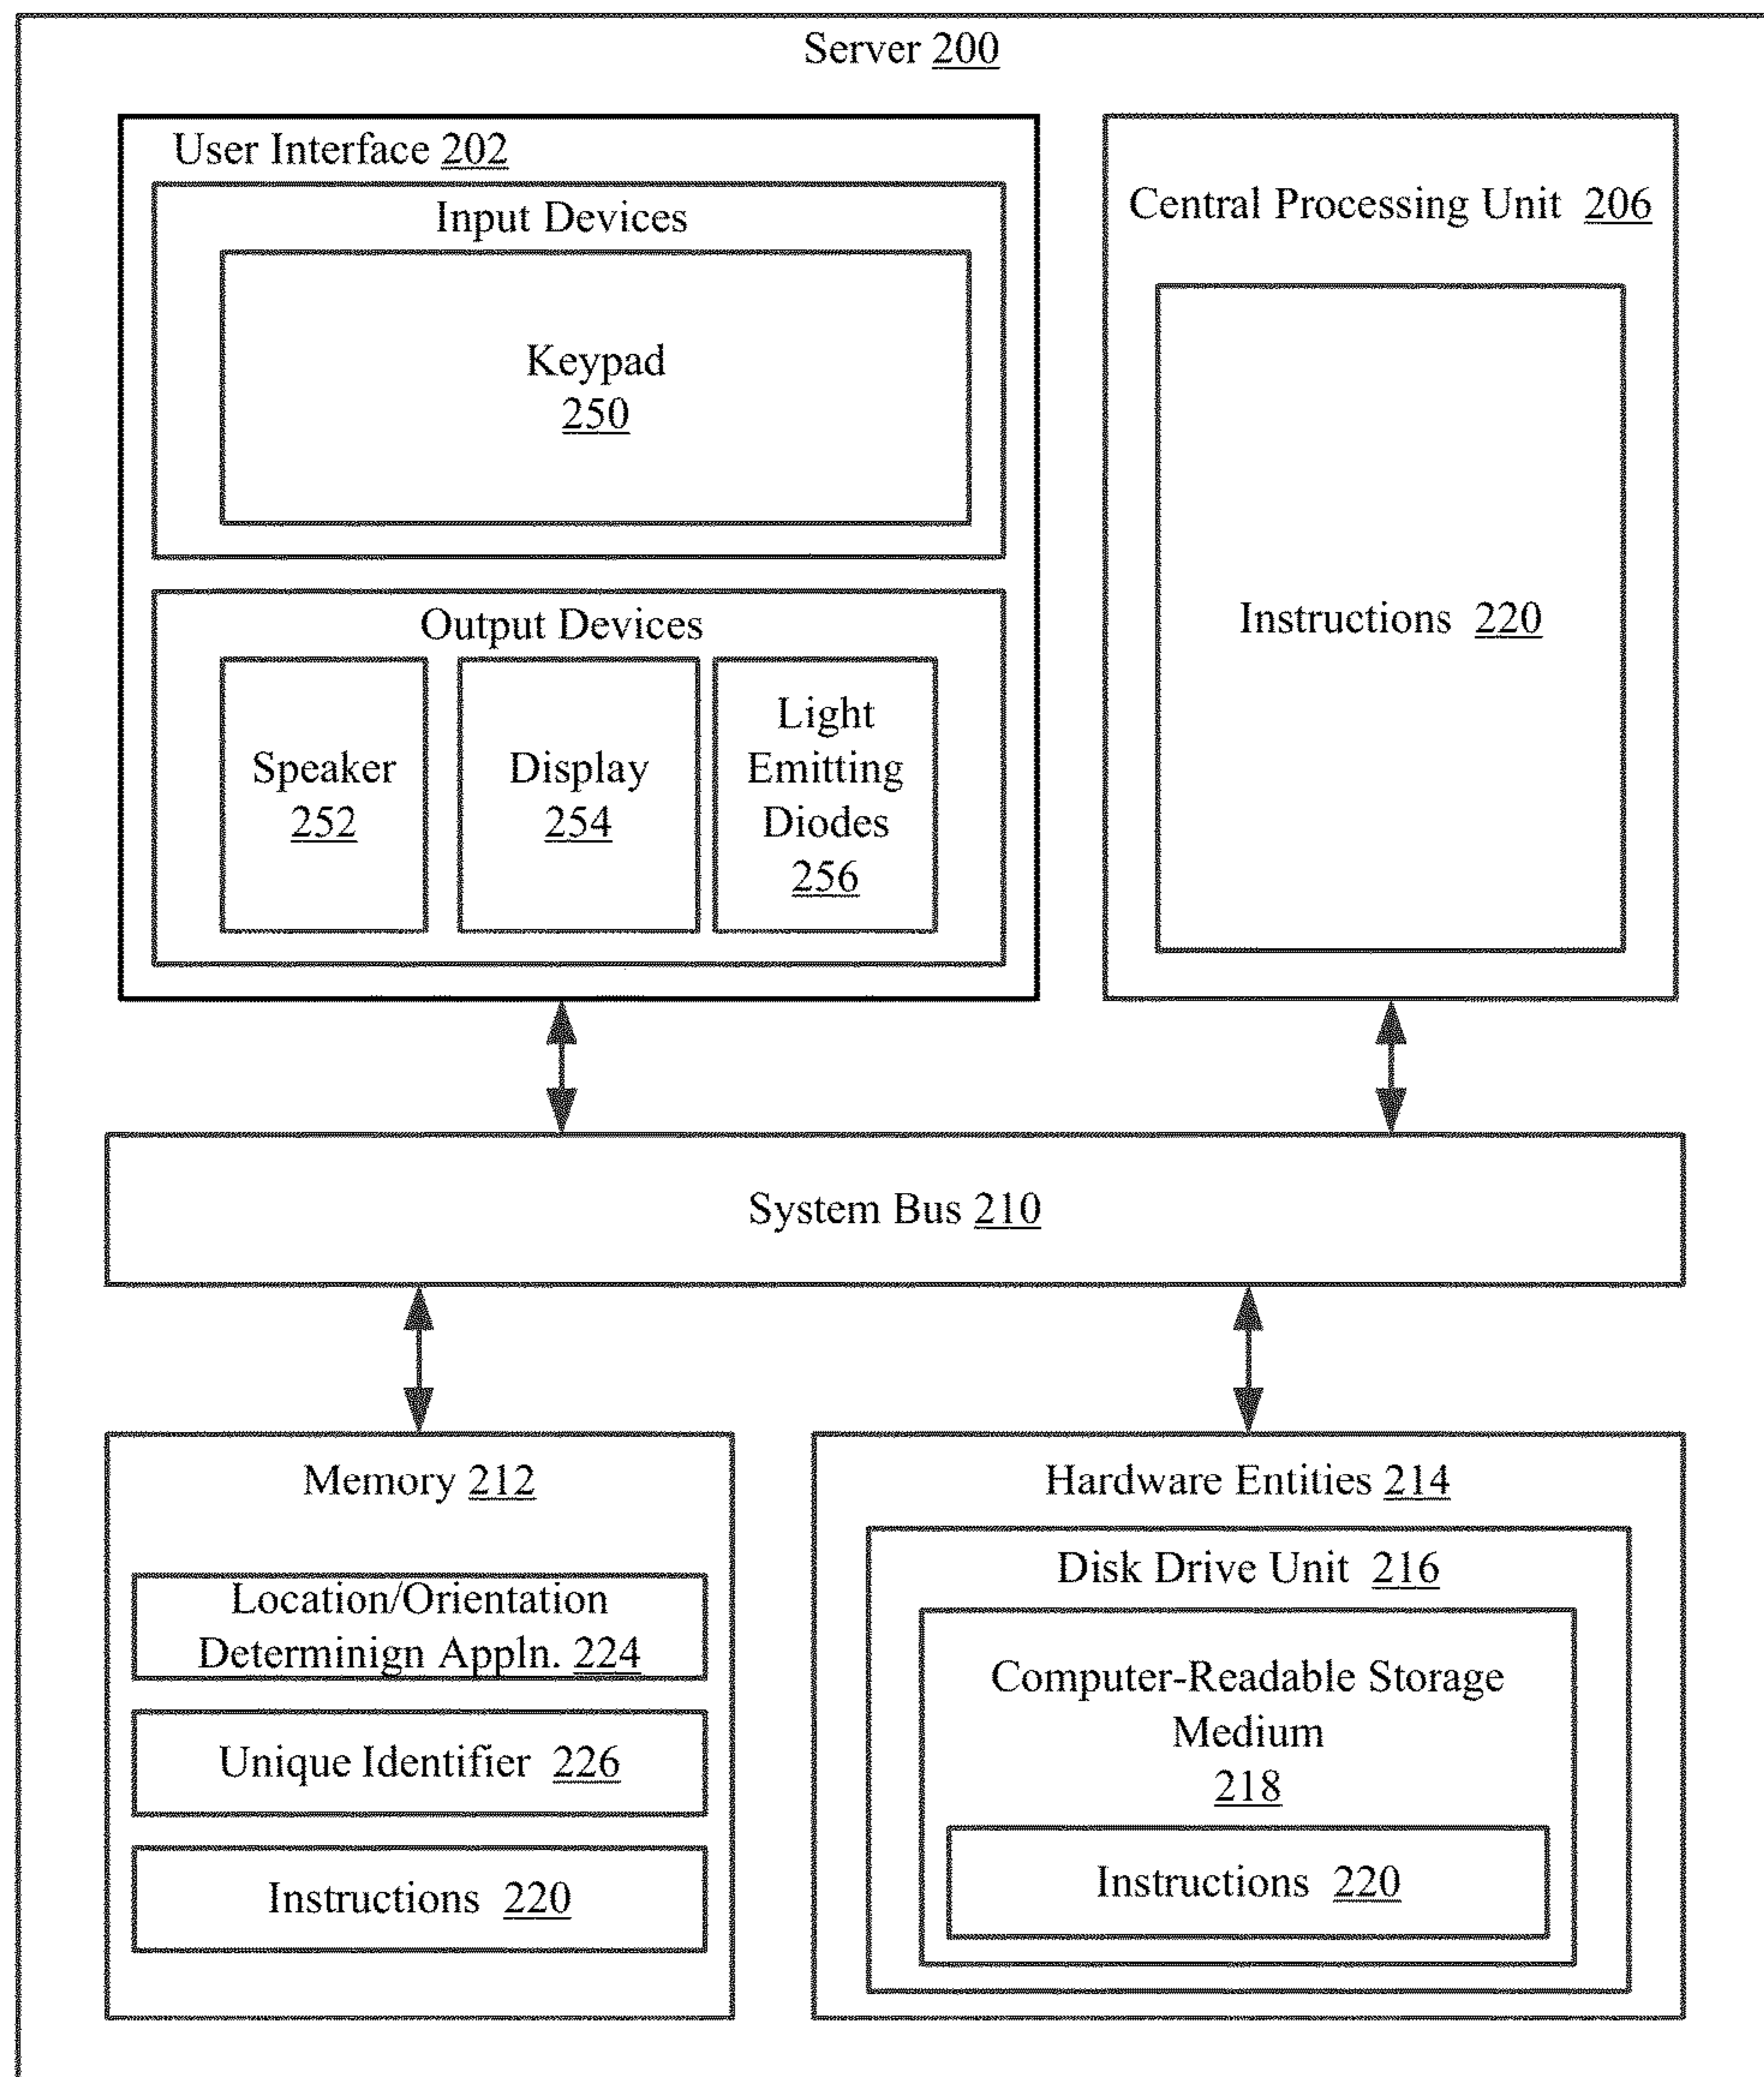 Server 200
User Interface 202
Input Devices
Keypad
250
Output Devices
Speaker
252
Display
254
Light
Emitting
Diodes
256
Central Processing Unit 206
Instructions 220
System Bus 210
Memory 212
Location/Orientation
Determinign Appln. 224
Unique Identifier 226
Instructions 220
Hardware Entities 214
Disk Drive Unit 216
Computer-Readable Storage
Medium
218
Instructions 220